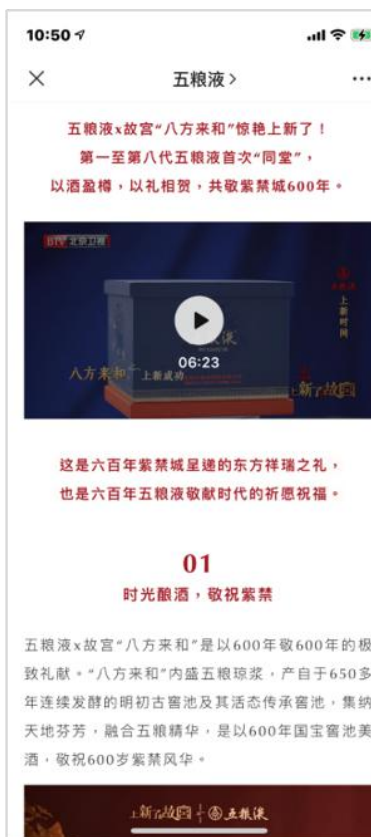 10:50
五粮液>
五粮液x故宫“八方来和”惊艳上新了！
第一至第八代五粮液首次“同堂”，
以酒盈樽，以礼相贺，共敬紫禁城600年。
BTV 北京卫视
五粮液
上新时间
06:23
八方来和
上新成功
上新了故宫
这是六百年紫禁城呈递的东方祥瑞之礼，
也是六百年五粮液敬献时代的祈愿祝福。
01
时光酿酒，敬祝紫禁
五粮液x故宫“八方来和”是以600年敬600年的极
致礼献。“八方来和”内盛五粮琼浆，产自于650多
年连续发酵的明初古窖池及其活态传承窖池，集纳
天地芬芳，融合五粮精华，是以600年国宝窖池美
酒，敬祝600岁紫禁风华。
上新了故宫 五粮液